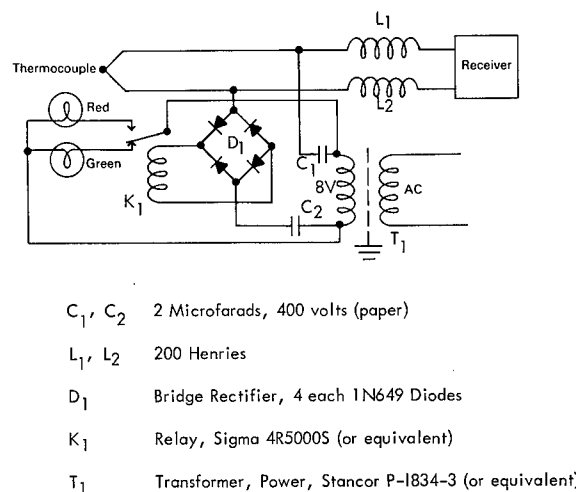 L1
Thermocouple
Receiver
L2
Red
D1
Green
C1
8V
AC
K1
C2
T1
C1, C2 2 Microfarads, 400 volts (paper)
L1, L2 200 Henries
D1 Bridge Rectifier, 4 each 1N649 Diodes
K1 Relay, Sigma 4R5000S (or equivalent)
T1 Transformer, Power, Stancor P-1834-3 (or equivalent)